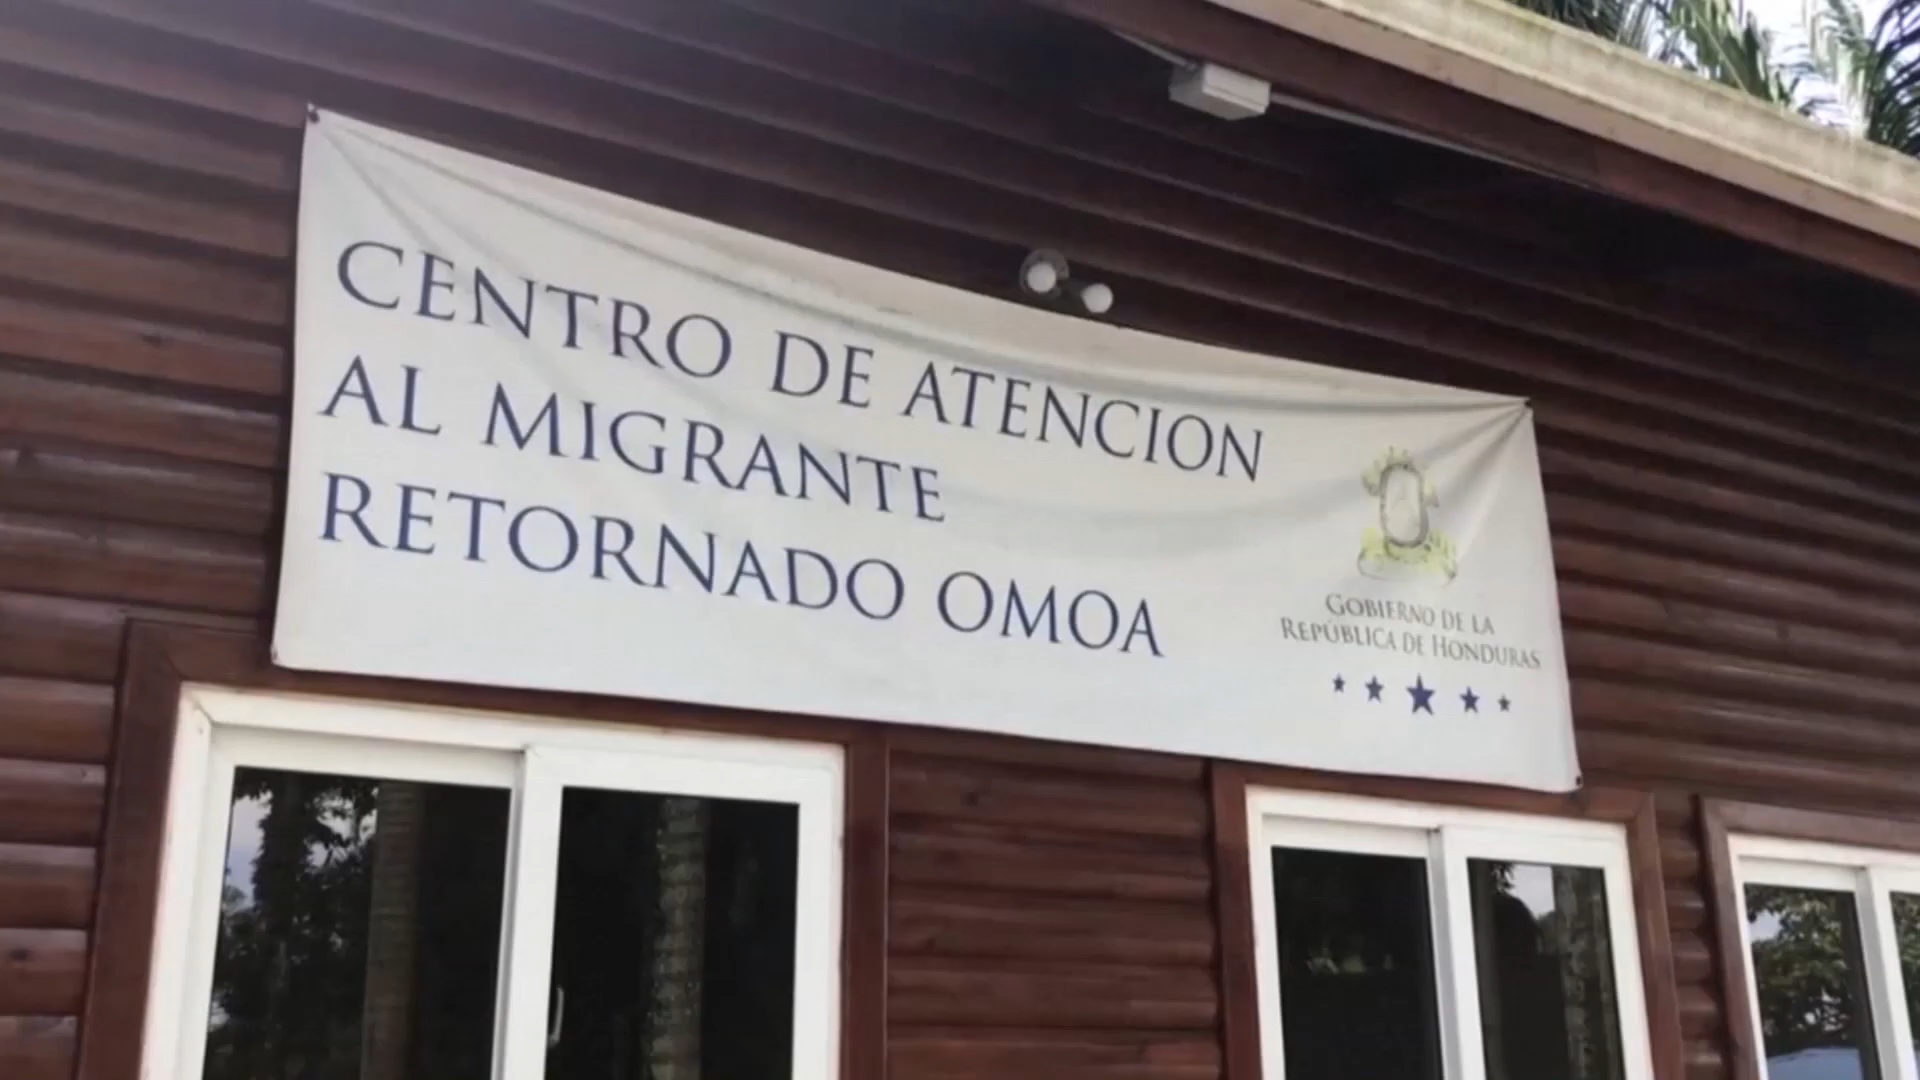 CENTRO DE ATENCION
AL MIGRANTE
RETORNADO OMOA
GOBIERNO DE LA
REPÚBLICA DE HONDURAS